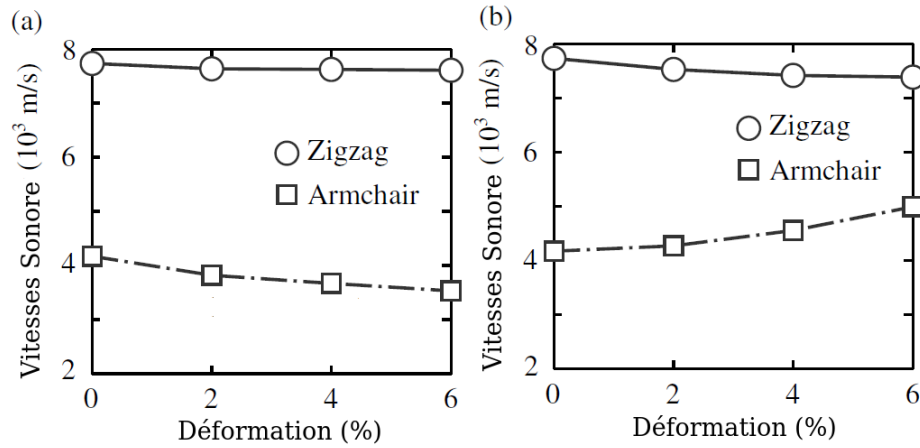 (a)
Vitesses Sonore (10³ m/s)
8
6
4
2
Zigzag
Armchair
0 2 4 6
Déformation (%)
(b)
Vitesses Sonore (10³ m/s)
8
6
4
2
Zigzag
Armchair
0 2 4 6
Déformation (%)